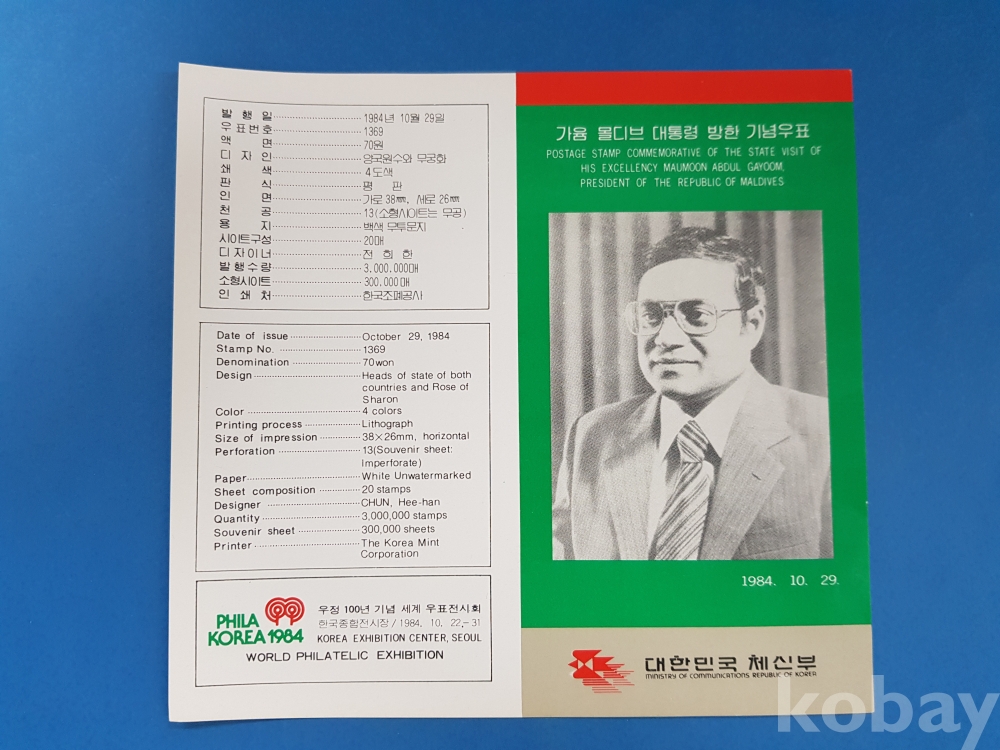 발행일 1984년 10월 29일
우표번호 1369
액면 70원
디자인 양국원수와 무궁화
쇄색 4도색
판식 평판
인면 가로 38㎜, 세로 26㎜
천공 13(소형시이트는 무공)
용지 백색 무투문지
시이트구성 20매
디자이너 전희한
발행수량 3,000,000매
소형시이트 300,000매
인쇄처 한국조폐공사
Date of issue October 29, 1984
Stamp No. 1369
Denomination 70won
Design Heads of state of both
countries and Rose of
Sharon
Color 4 colors
Printing process Lithograph
Size of impression 38×26mm, horizontal
Perforation 13(Souvenir sheet:
Imperforate)
Paper White Unwatermarked
Sheet composition 20 stamps
Designer CHUN, Hee-han
Quantity 3,000,000 stamps
Souvenir sheet 300,000 sheets
Printer The Korea Mint
Corporation
PHILA
KOREA 1984
우정 100년 기념 세계 우표전시회
한국종합전시장 / 1984. 10. 22.-31
KOREA EXHIBITION CENTER, SEOUL
WORLD PHILATELIC EXHIBITION
가윰 몰디브 대통령 방한 기념우표
POSTAGE STAMP COMMEMORATIVE OF THE STATE VISIT OF
HIS EXCELLENCY MAUMOON ABDUL GAYOOM,
PRESIDENT OF THE REPUBLIC OF MALDIVES
1984. 10. 29.
대한민국 체신부
MINISTRY OF COMMUNICATIONS REPUBLIC OF KOREA
kobay